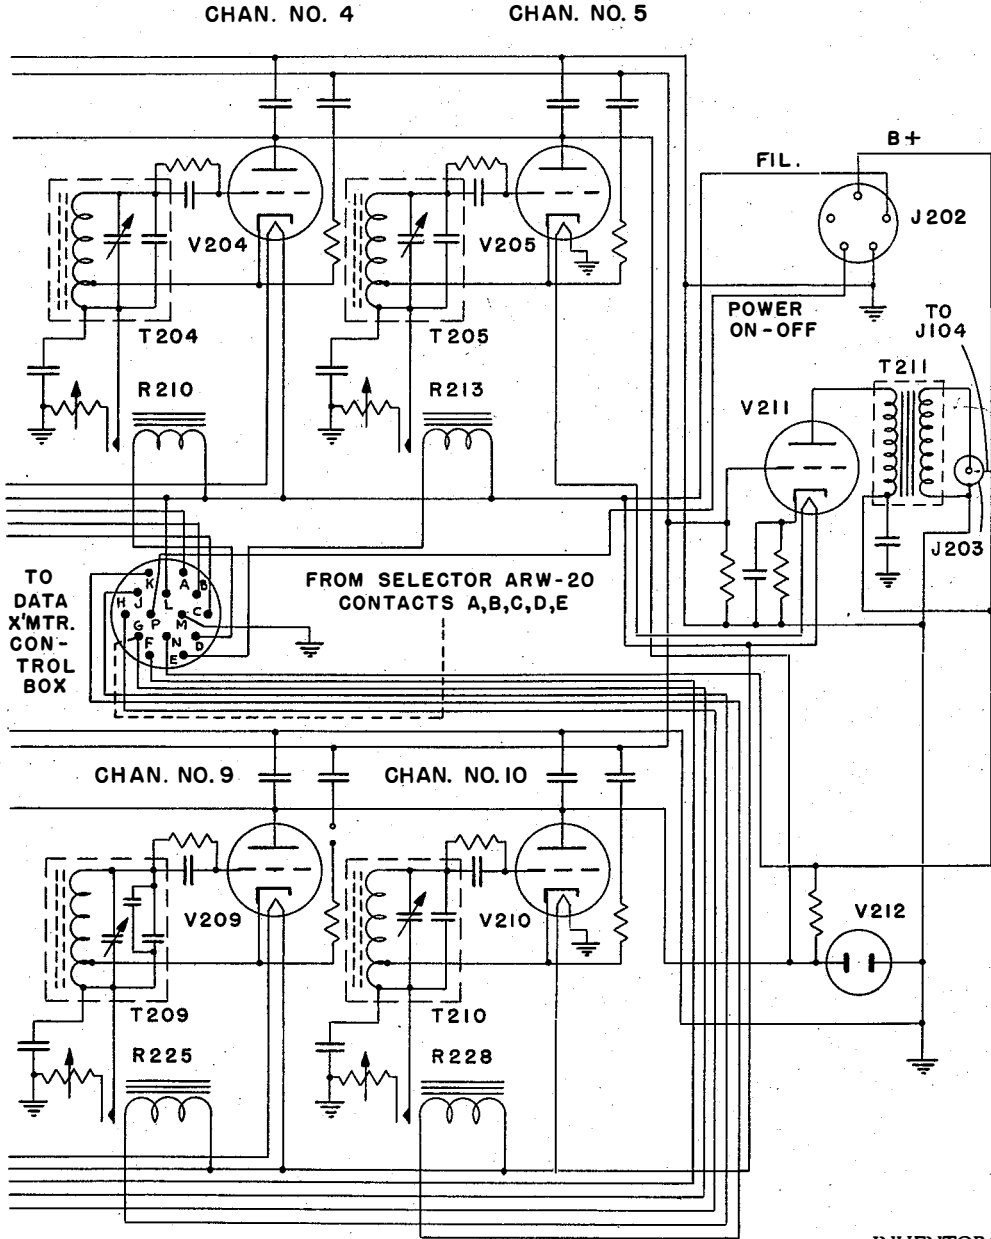 CHAN. NO. 4
CHAN. NO. 5
B+
FIL.
J202
V204
V205
POWER
ON-OFF
TO
J104
T204
T205
T211
R210
R213
V211
J203
TO
DATA
X'MTR.
CON-
TROL
BOX
FROM SELECTOR ARW-20
CONTACTS A,B,C,D,E
K
A
B
J
L
H
P
M
C
G
F
N
D
E
CHAN. NO. 9
CHAN. NO. 10
V209
V210
V212
T209
T210
R225
R228